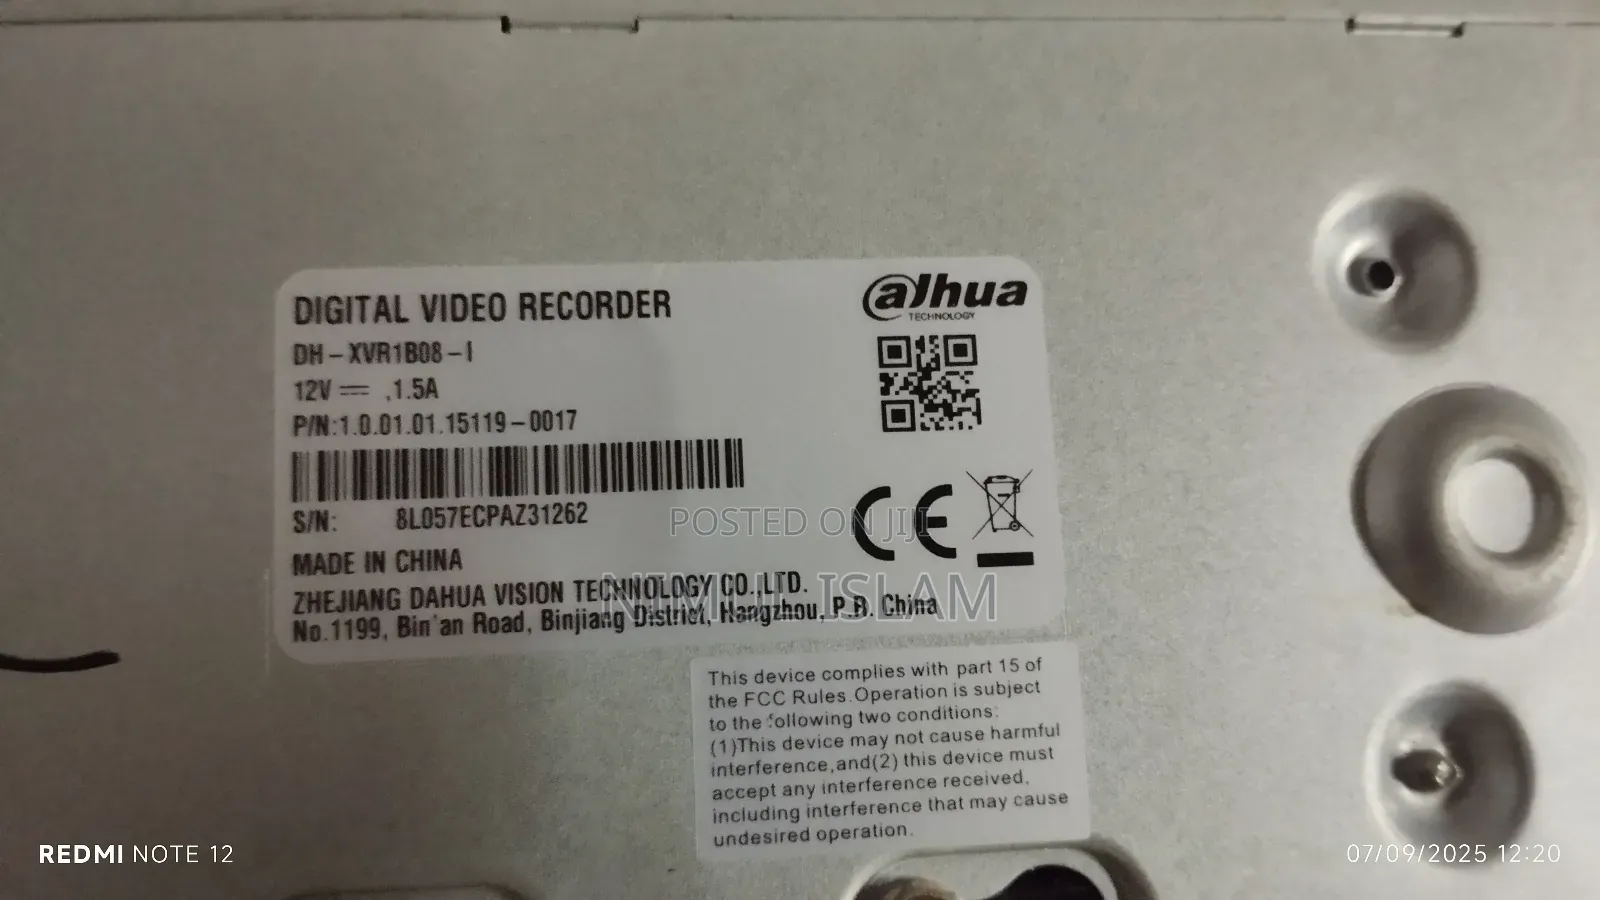 DIGITAL VIDEO RECORDER
DH-XVR1B08-I
12V⎓ ,1.5A
P/N:1.0.01.01.15119-0017
S/N: 8L057ECPAZ31262
MADE IN CHINA
ZHEJIANG DAHUA VISION TECHNOLOGY CO.,LTD.
No.1199, Bin'an Road, Binjiang District, Hangzhou, P.R. China
alhua
TECHNOLOGY
CE
POSTED ON JIJI
ISLAM
This device complies with part 15 of
the FCC Rules.Operation is subject
to the following two conditions:
(1)This device may not cause harmful
interference,and(2) this device must
accept any interference received,
including interference that may cause
undesired operation.
REDMI NOTE 12
07/09/2025 12:20